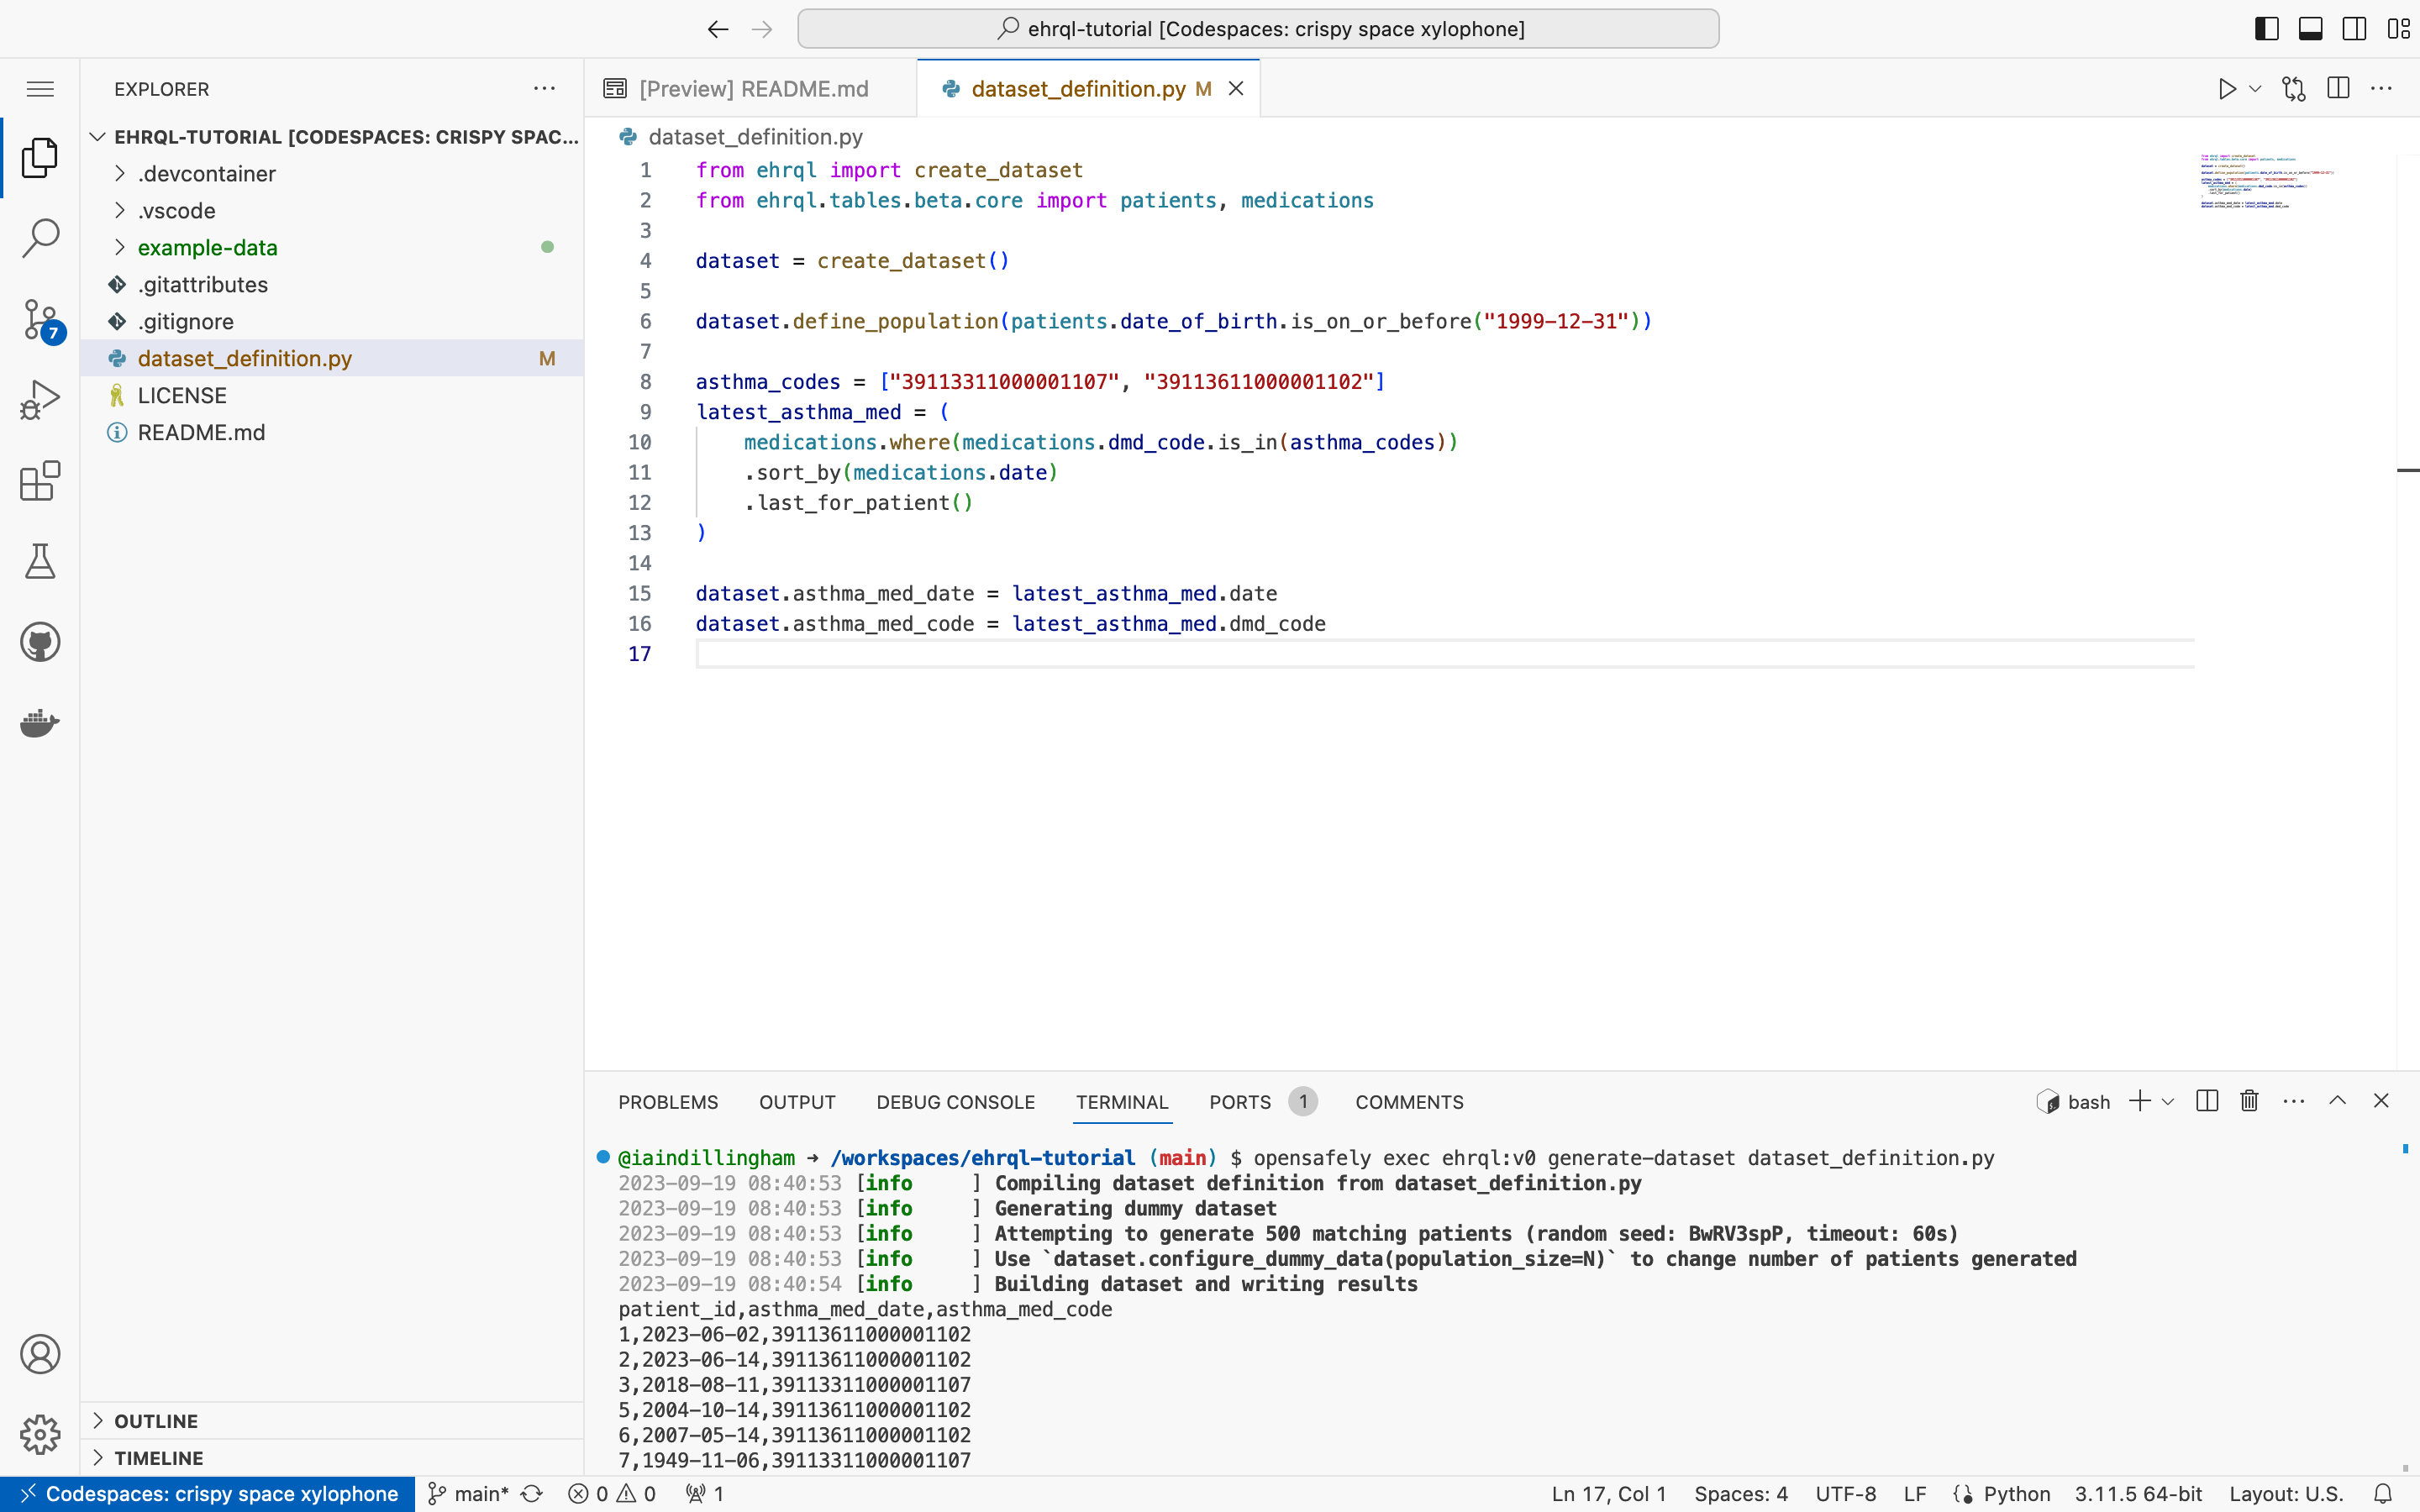 ehrql-tutorial [Codespaces: crispy space xylophone]
EXPLORER
EHRQL-TUTORIAL [CODESPACES: CRISPY SPAC...
.devcontainer
.vscode
example-data
.gitattributes
.gitignore
dataset_definition.py M
LICENSE
README.md
7
OUTLINE
TIMELINE
[Preview] README.md
dataset_definition.py M
dataset_definition.py
1 from ehrql import create_dataset
2 from ehrql.tables.beta.core import patients, medications
3
4 dataset = create_dataset()
5
6 dataset.define_population(patients.date_of_birth.is_on_or_before("1999-12-31"))
7
8 asthma_codes = ["39113311000001107", "39113611000001102"]
9 latest_asthma_med = (
10     medications.where(medications.dmd_code.is_in(asthma_codes))
11     .sort_by(medications.date)
12     .last_for_patient()
13 )
14
15 dataset.asthma_med_date = latest_asthma_med.date
16 dataset.asthma_med_code = latest_asthma_med.dmd_code
17
PROBLEMS OUTPUT DEBUG CONSOLE TERMINAL PORTS 1 COMMENTS
bash
@iaindillingham → /workspaces/ehrql-tutorial (main) $ opensafely exec ehrql:v0 generate-dataset dataset_definition.py
2023-09-19 08:40:53 [info     ] Compiling dataset definition from dataset_definition.py
2023-09-19 08:40:53 [info     ] Generating dummy dataset
2023-09-19 08:40:53 [info     ] Attempting to generate 500 matching patients (random seed: BwRV3spP, timeout: 60s)
2023-09-19 08:40:53 [info     ] Use `dataset.configure_dummy_data(population_size=N)` to change number of patients generated
2023-09-19 08:40:54 [info     ] Building dataset and writing results
patient_id,asthma_med_date,asthma_med_code
1,2023-06-02,39113611000001102
2,2023-06-14,39113611000001102
3,2018-08-11,39113311000001107
5,2004-10-14,39113611000001102
6,2007-05-14,39113611000001102
7,1949-11-06,39113311000001107
Codespaces: crispy space xylophone main* 0 0 1 Ln 17, Col 1 Spaces: 4 UTF-8 LF Python 3.11.5 64-bit Layout: U.S.